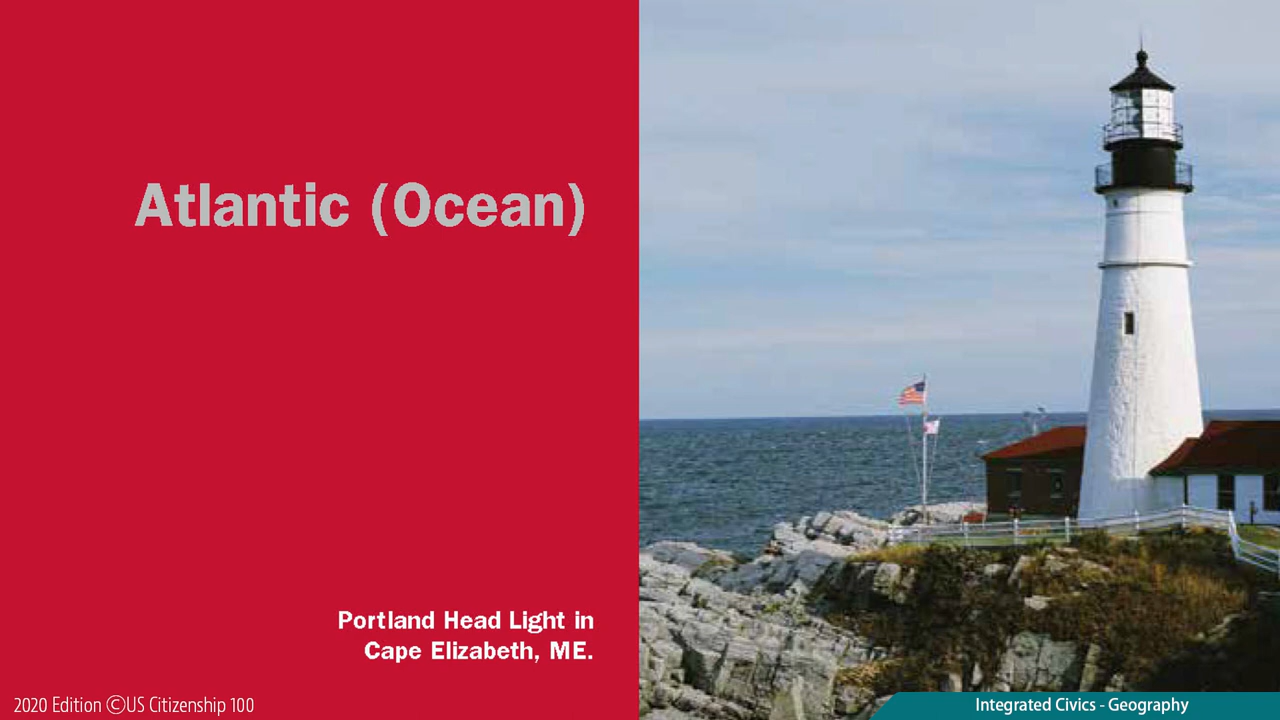 Atlantic (Ocean)
Portland Head Light in
Cape Elizabeth, ME.
2020 Edition ©US Citizenship 100
Integrated Civics - Geography